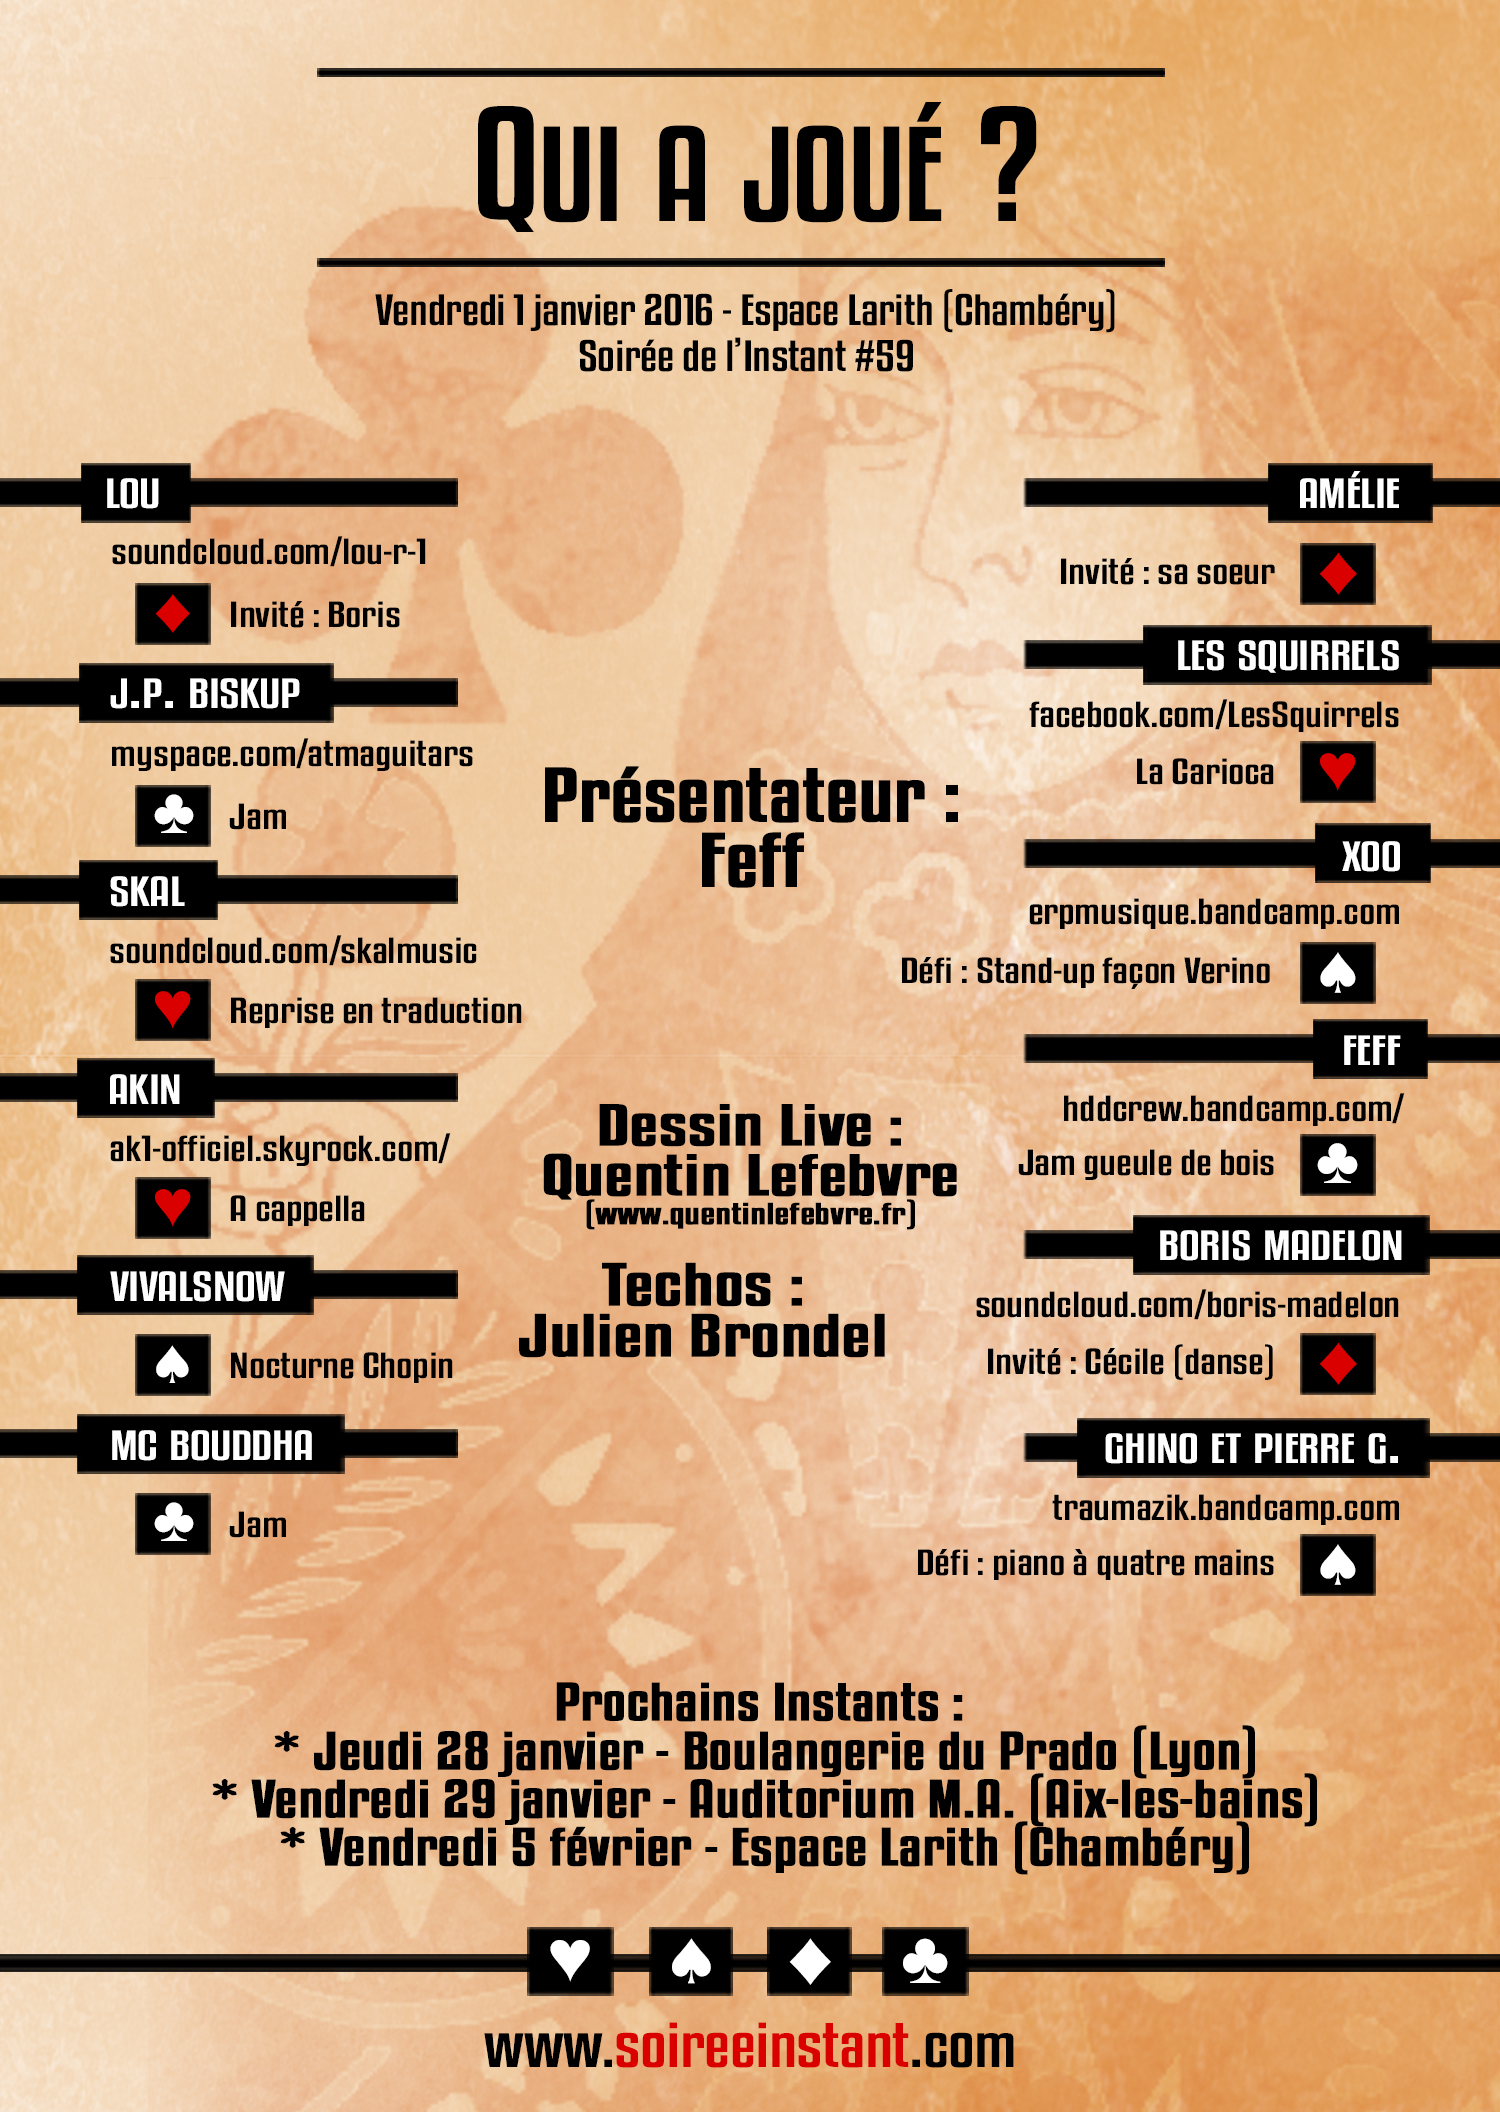 Qui a joué ?
Vendredi 1 janvier 2016 - Espace Larith (Chambéry)
Soirée de l'Instant #59
LOU
soundcloud.com/lou-r-1
Invité : Boris
J.P. BISKUP
myspace.com/atmaguitars
Jam
SKAL
soundcloud.com/skalmusic
Reprise en traduction
AKIN
ak1-officiel.skyrock.com/
A cappella
VIVALSNOW
Nocturne Chopin
MC BOUDDHA
Jam
Présentateur :
Feff
Dessin Live :
Quentin Lefebvre
(www.quentinlefebvre.fr)
Techos :
Julien Brondel
AMÉLIE
Invité : sa soeur
LES SQUIRRELS
facebook.com/LesSquirrels
La Carioca
XOO
erpmusique.bandcamp.com
Défi : Stand-up façon Verino
FEFF
hddcrew.bandcamp.com/
Jam gueule de bois
BORIS MADELON
soundcloud.com/boris-madelon
Invité : Cécile (danse)
GHINO ET PIERRE G.
traumazik.bandcamp.com
Défi : piano à quatre mains
Prochains Instants :
* Jeudi 28 janvier - Boulangerie du Prado (Lyon)
* Vendredi 29 janvier - Auditorium M.A. (Aix-les-bains)
* Vendredi 5 février - Espace Larith (Chambéry)
www.soireeinstant.com